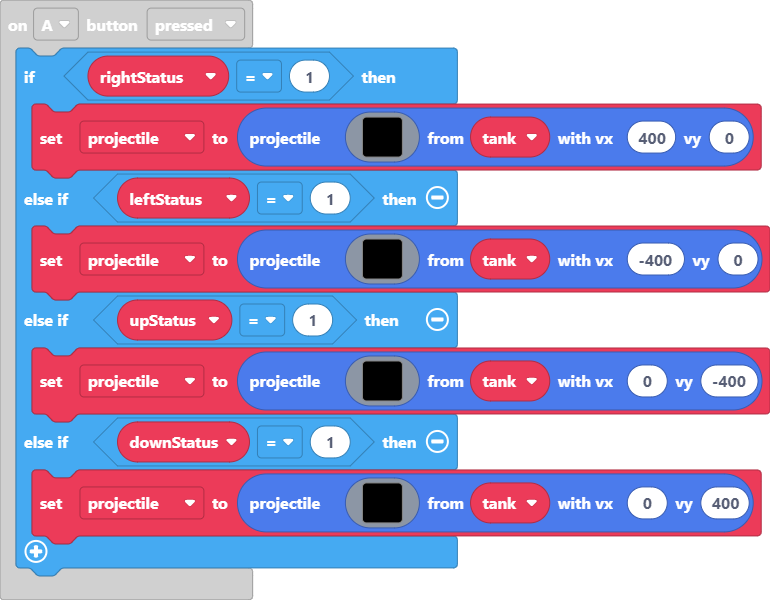 on A button pressed
if rightStatus = 1 then
set projectile to projectile from tank with vx 400 vy 0
else if leftStatus = 1 then
set projectile to projectile from tank with vx -400 vy 0
else if upStatus = 1 then
set projectile to projectile from tank with vx 0 vy -400
else if downStatus = 1 then
set projectile to projectile from tank with vx 0 vy 400